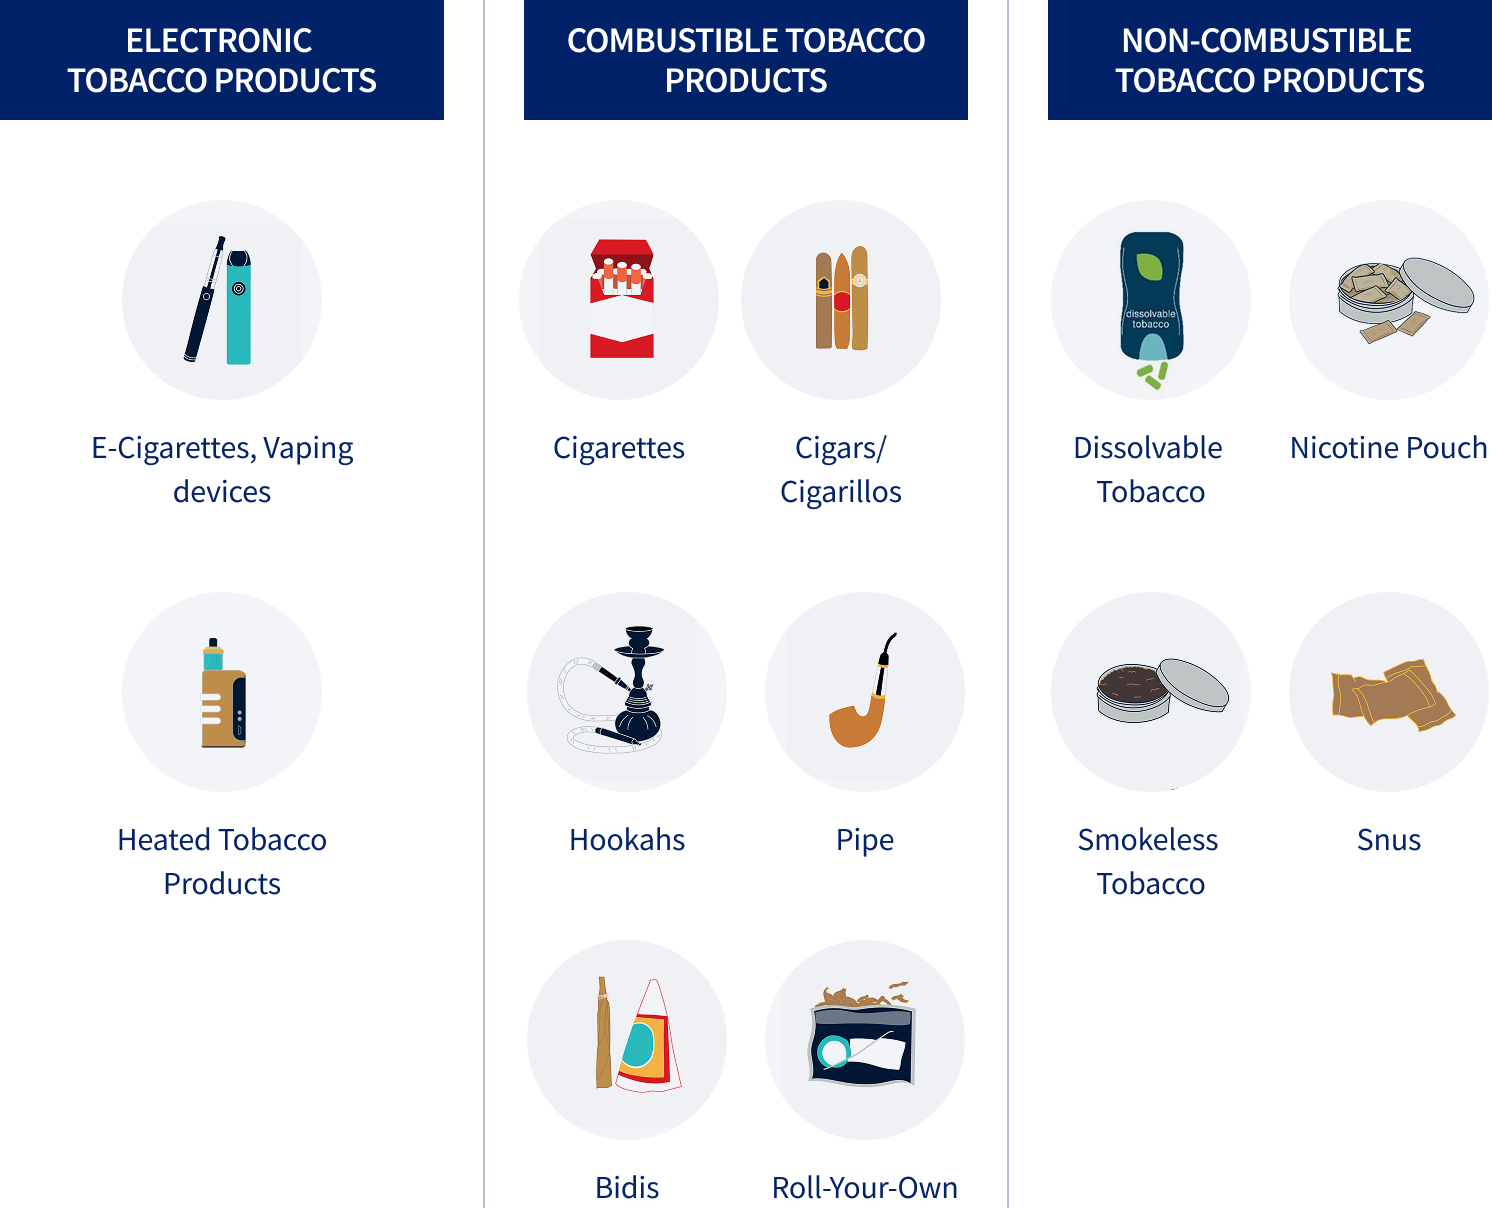 ELECTRONIC
TOBACCO PRODUCTS
E-Cigarettes, Vaping
devices
Heated Tobacco
Products
COMBUSTIBLE TOBACCO
PRODUCTS
Cigarettes
Cigars/
Cigarillos
Hookahs
Pipe
Bidis
Roll-Your-Own
NON-COMBUSTIBLE
TOBACCO PRODUCTS
dissolvable
tobacco
Dissolvable
Tobacco
Nicotine Pouch
Smokeless
Tobacco
Snus